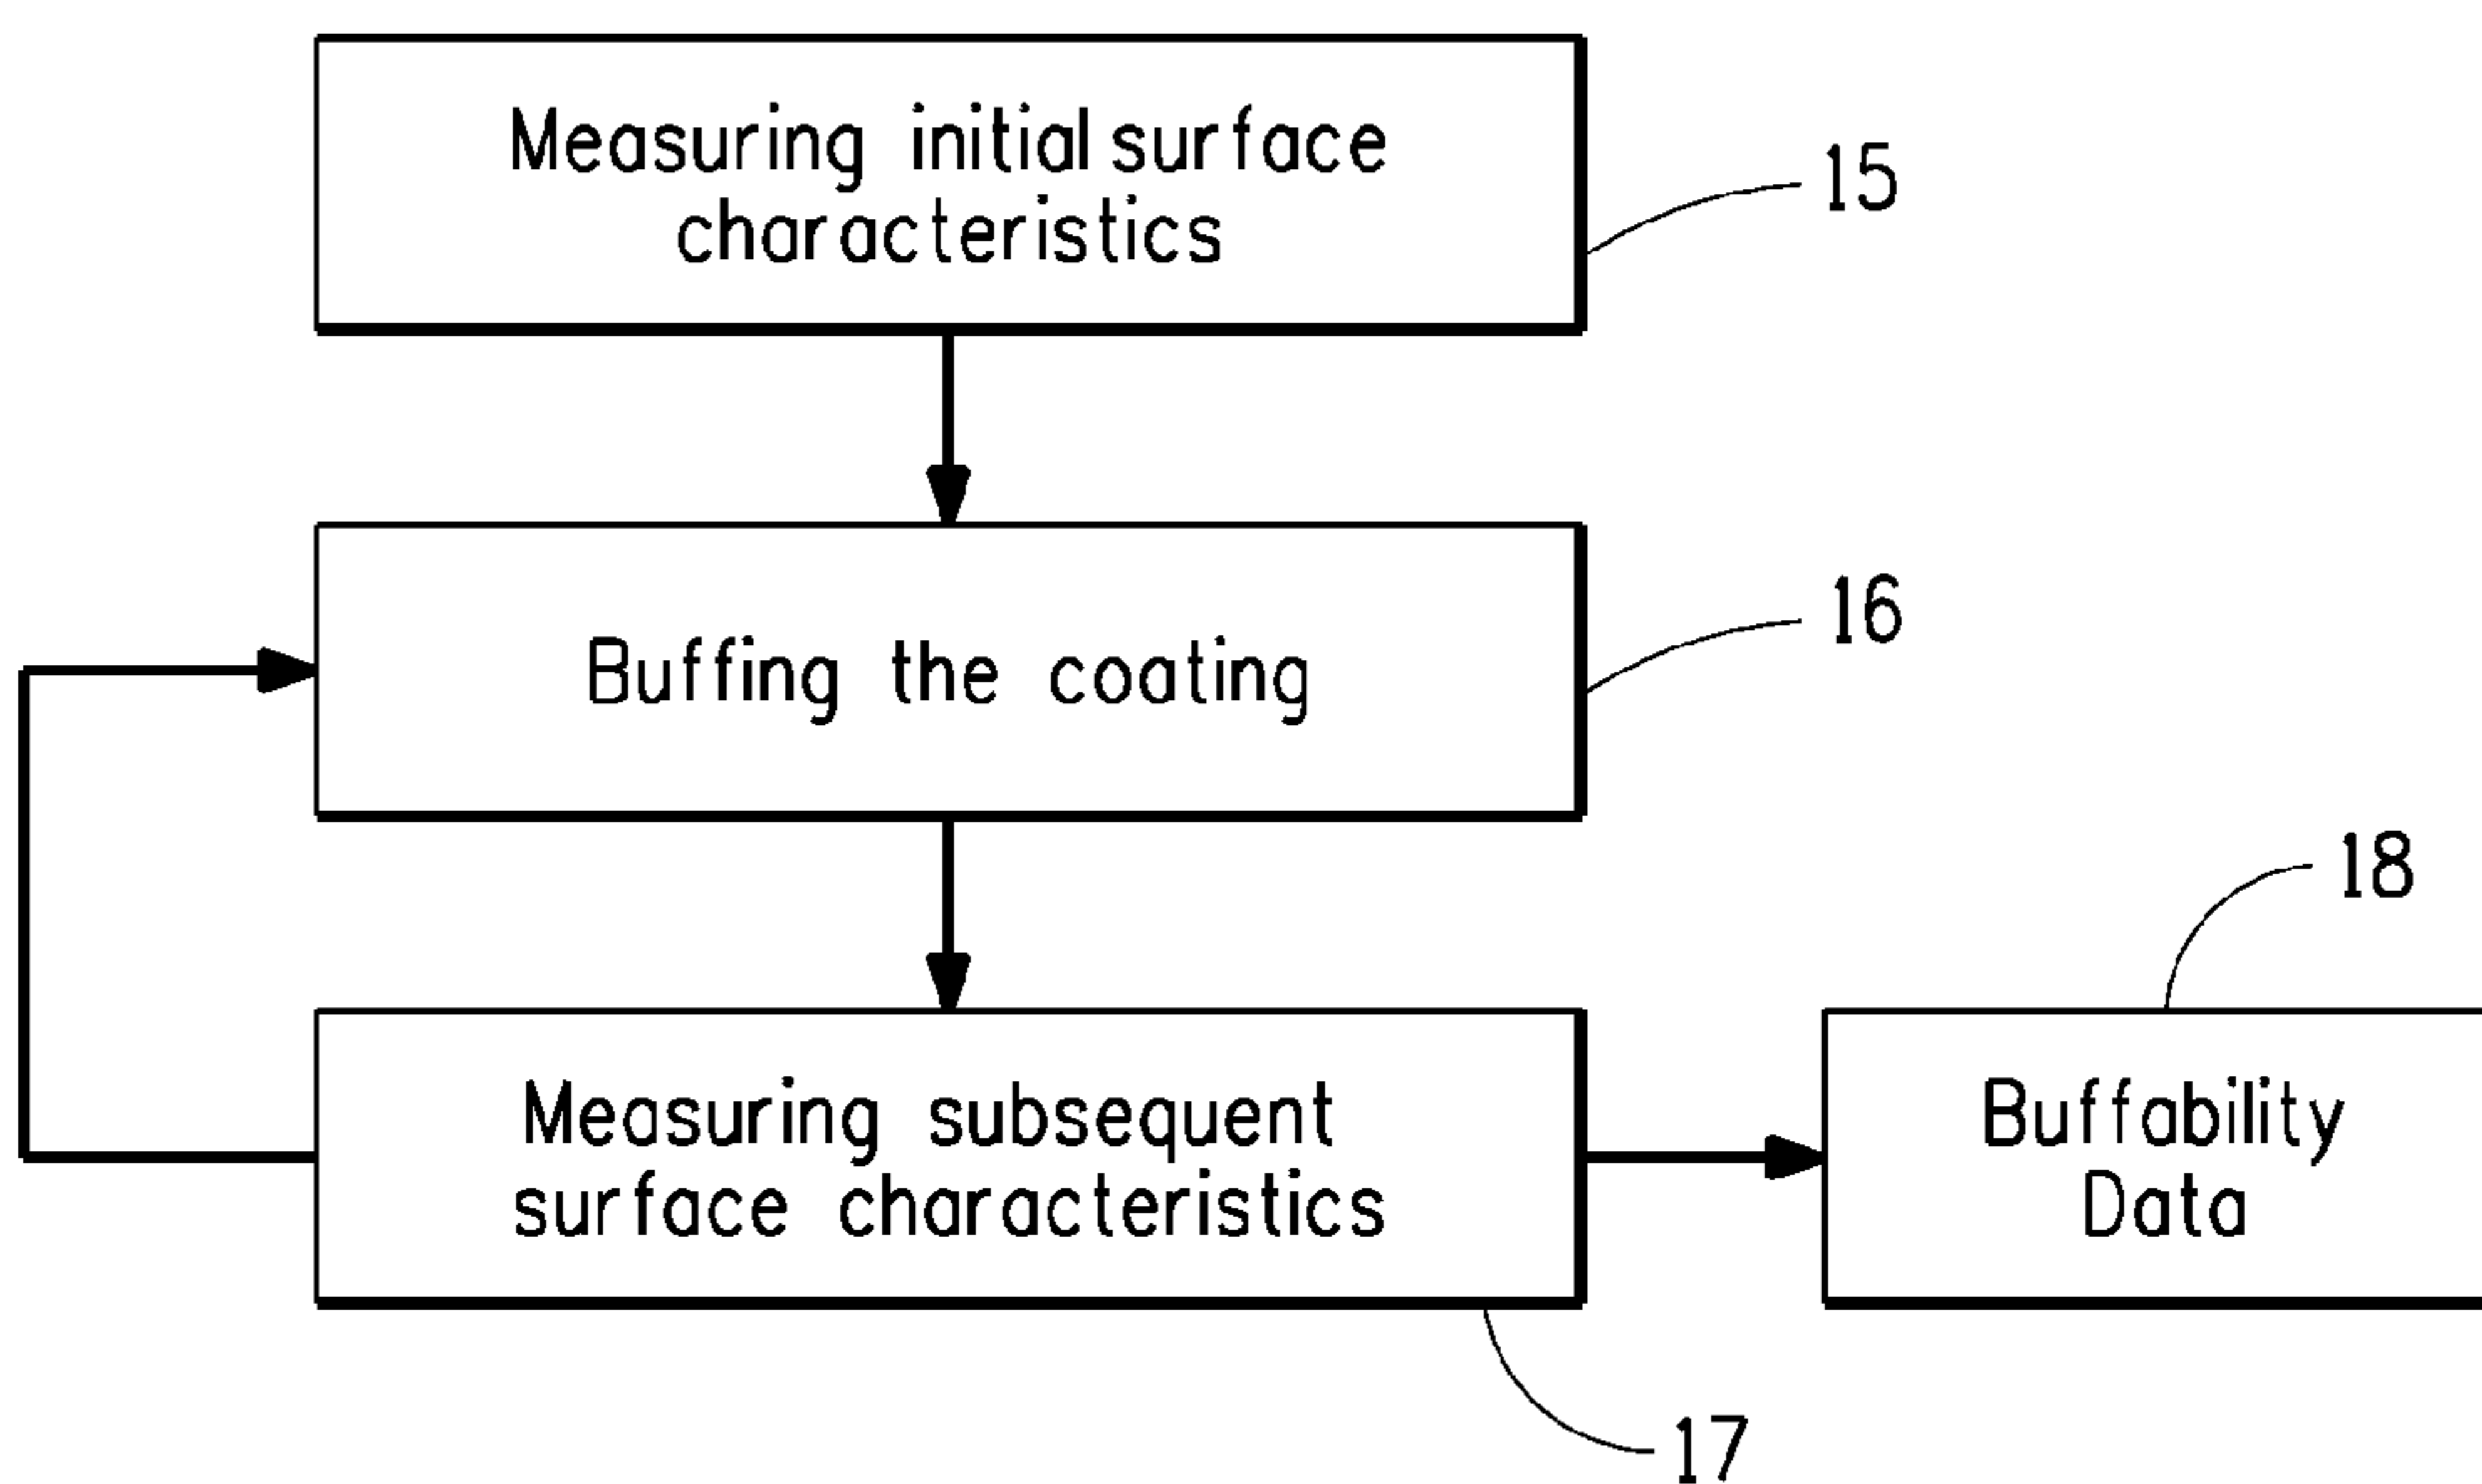 Measuring initial surface
characteristics
15
Buffing the coating
16
18
Measuring subsequent
surface characteristics
Buffability
Data
17